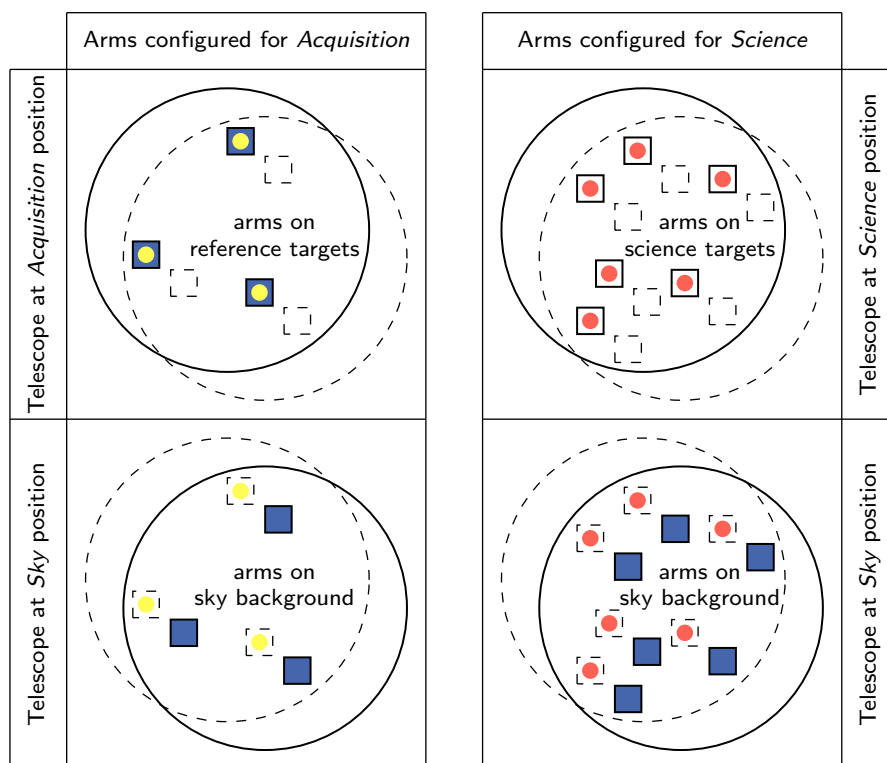 Arms configured for Acquisition
Arms configured for Science
Telescope at Acquisition position
arms on
reference targets
arms on
science targets
Telescope at Science position
Telescope at Sky position
arms on
sky background
arms on
sky background
Telescope at Sky position